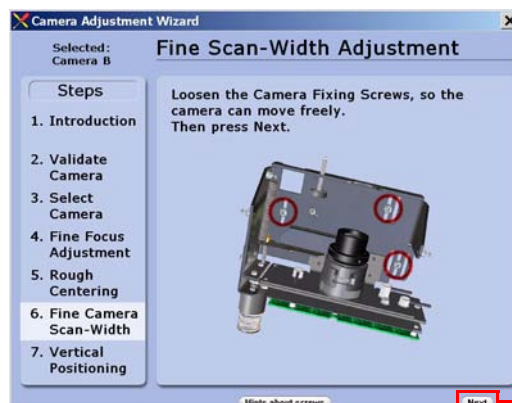 Camera Adjustment Wizard
Selected:
Camera B
Fine Scan-Width Adjustment
Steps
1. Introduction
2. Validate
Camera
3. Select
Camera
4. Fine Focus
Adjustment
5. Rough
Centering
6. Fine Camera
Scan-Width
7. Vertical
Positioning
Loosen the Camera Fixing Screws, so the
camera can move freely.
Then press Next.
Hints about screws
Next